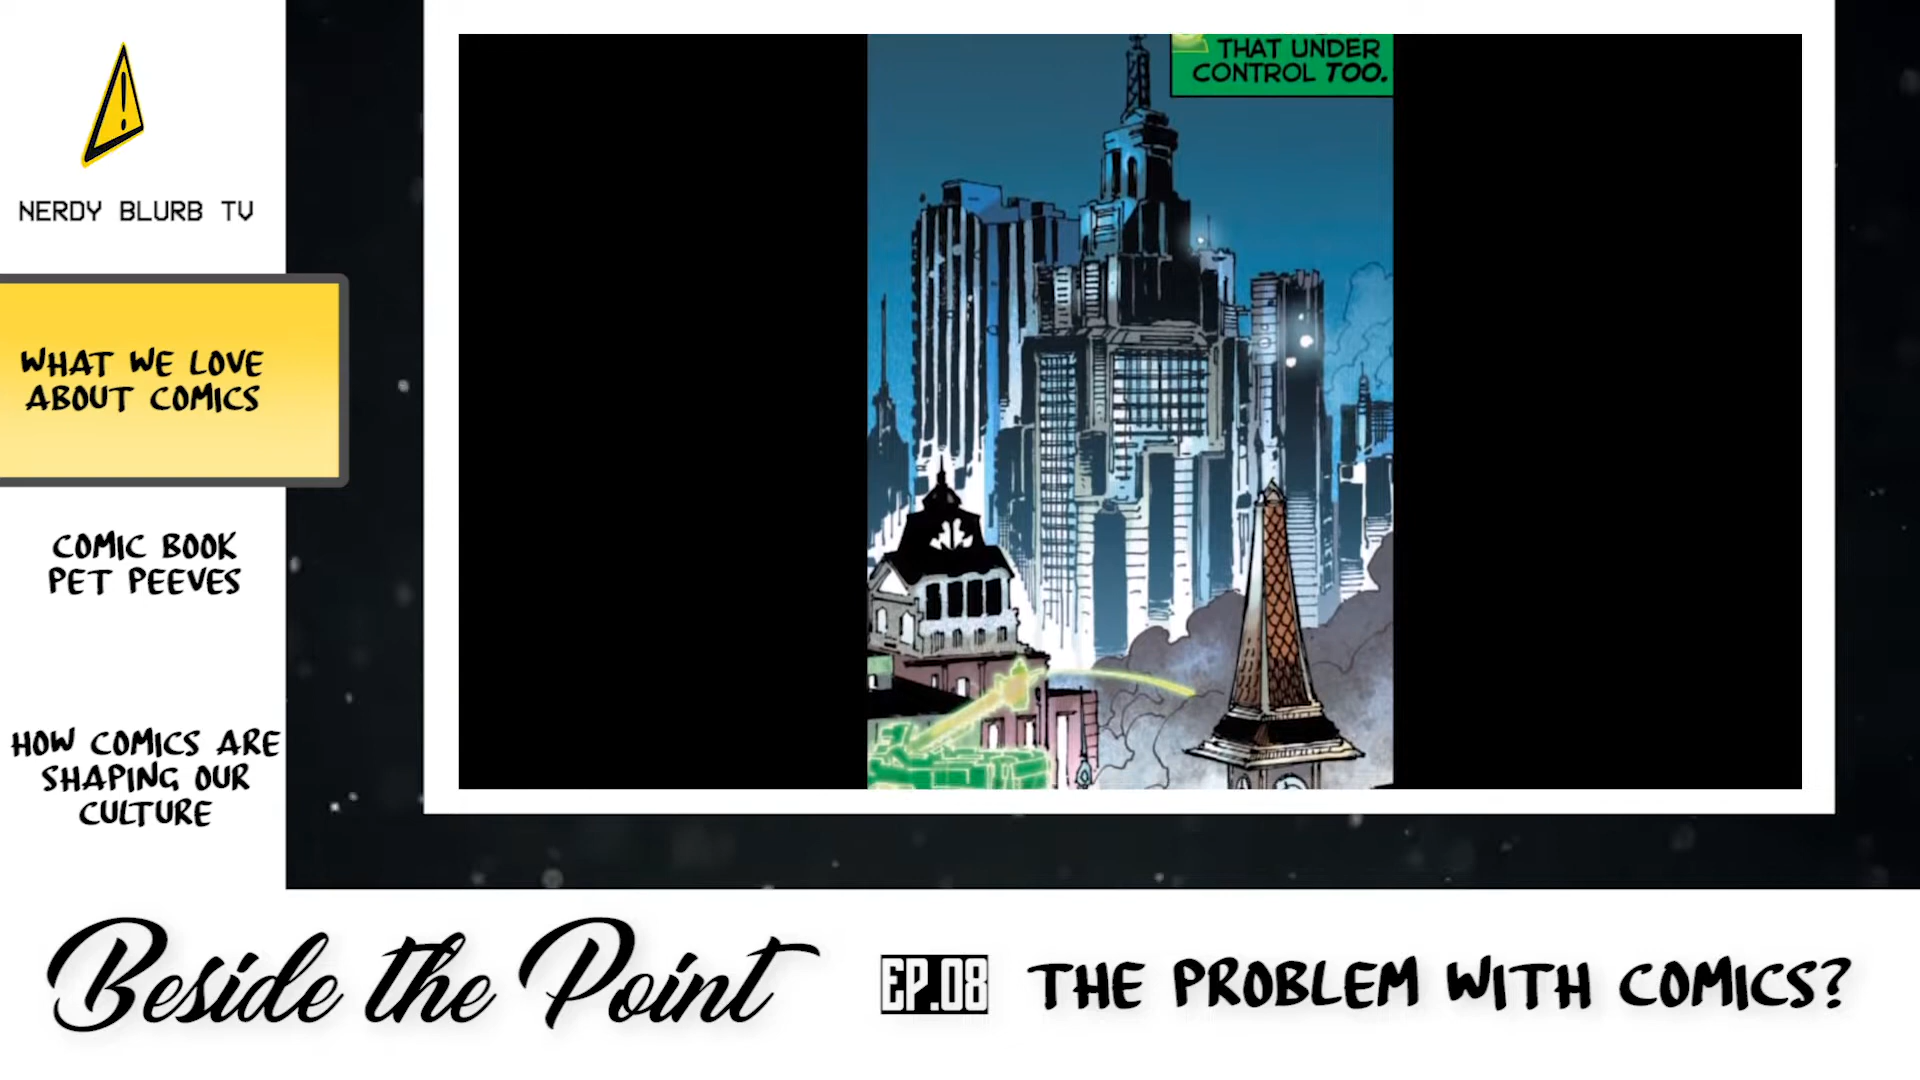 THAT UNDER
CONTROL TOO.
NERDY BLURB TV
WHAT WE LOVE
ABOUT COMICS
COMIC BOOK
PET PEEVES
HOW COMICS ARE
SHAPING OUR
CULTURE
Beside the Point
EP.08
THE PROBLEM WITH COMICS?